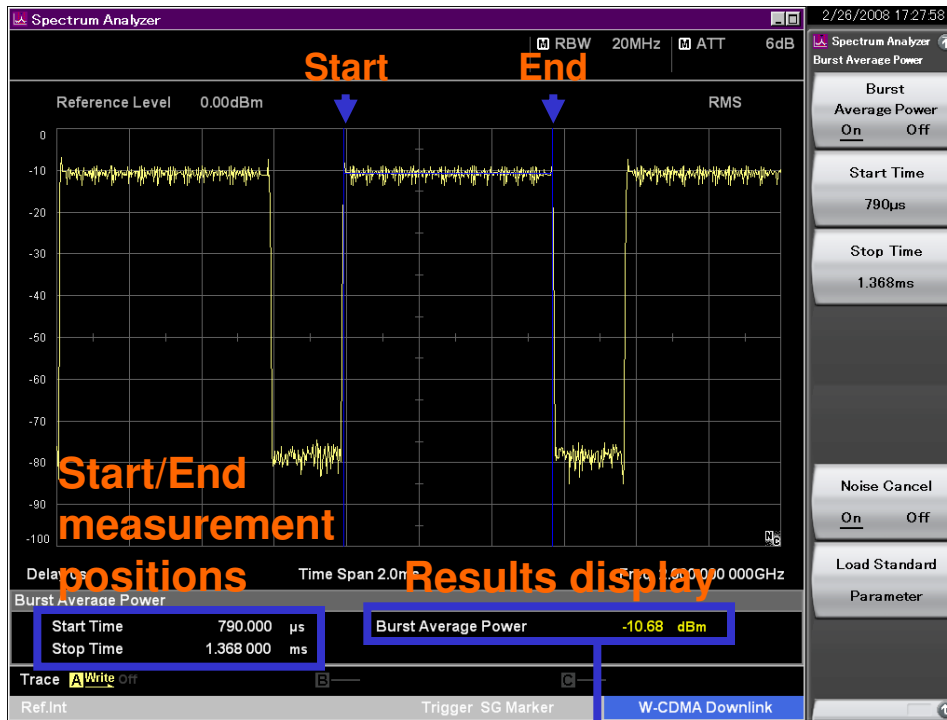 Spectrum Analyzer
2/26/2008 17:27:58
M RBW 20MHz M ATT 6dB
Start End
Reference Level 0.00dBm RMS
0
-10
-20
-30
-40
-50
-60
-70
-80
-90
-100
Start/End
measurement
positions
Results display
Time Span 2.0ms
Burst Average Power
Start Time 790.000 µs
Stop Time 1.368 000 ms
Burst Average Power -10.68 dBm
Trace A Write Off B C
Ref.Int Trigger SG Marker W-CDMA Downlink
Spectrum Analyzer
Burst Average Power
Burst
Average Power
On Off
Start Time
790µs
Stop Time
1.368ms
Noise Cancel
On Off
Load Standard
Parameter